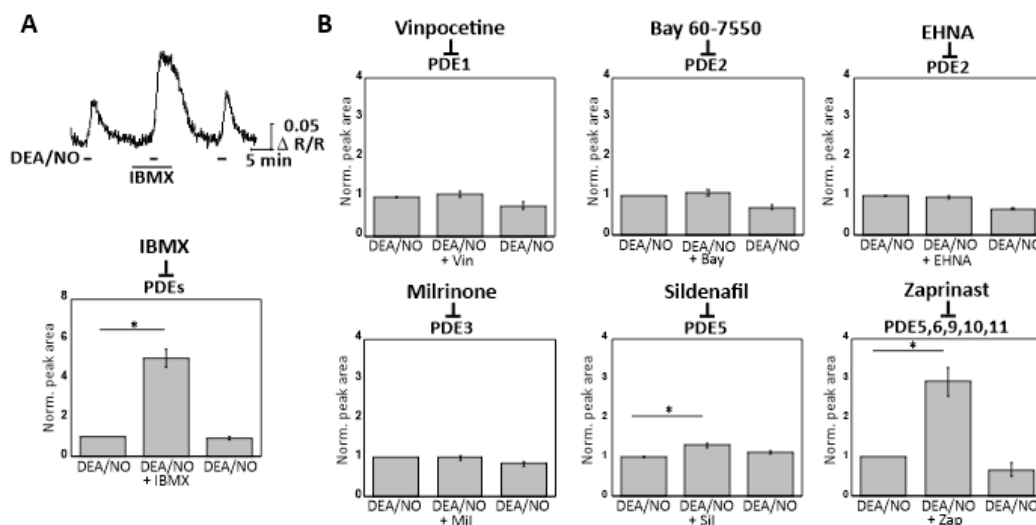 A
0.05
Δ R/R
5 min
DEA/NO
IBMX
IBMX
PDEs
Norm. peak area
8
6
4
2
0
*
DEA/NO DEA/NO DEA/NO
+ IBMX
B
Vinpocetine
PDE1
Norm. peak area
4
3
2
1
0
DEA/NO DEA/NO DEA/NO
+ Vin
Bay 60-7550
PDE2
Norm. peak area
4
3
2
1
0
DEA/NO DEA/NO DEA/NO
+ Bay
EHNA
PDE2
Norm. peak area
4
3
2
1
0
DEA/NO DEA/NO DEA/NO
+ EHNA
Milrinone
PDE3
Norm. peak area
4
3
2
1
0
DEA/NO DEA/NO DEA/NO
+ Mil
Sildenafil
PDE5
Norm. peak area
4
3
2
1
0
*
DEA/NO DEA/NO DEA/NO
+ Sil
Zaprinast
PDE5,6,9,10,11
Norm. peak area
4
3
2
1
0
*
DEA/NO DEA/NO DEA/NO
+ Zap